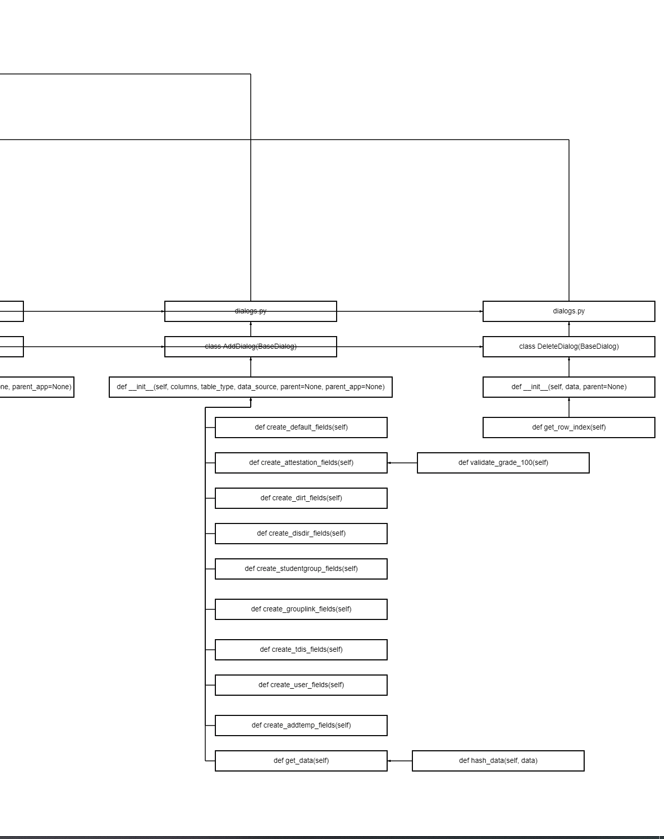 dialogs.py
dialogs.py
class AddDialog(BaseDialog)
class DeleteDialog(BaseDialog)
ne, parent_app=None)
def __init__(self, columns, table_type, data_source, parent=None, parent_app=None)
def __init__(self, data, parent=None)
def create_default_fields(self)
def get_row_index(self)
def create_attestation_fields(self)
def validate_grade_100(self)
def create_dirt_fields(self)
def create_disdir_fields(self)
def create_studentgroup_fields(self)
def create_grouplink_fields(self)
def create_tdis_fields(self)
def create_user_fields(self)
def create_addtemp_fields(self)
def get_data(self)
def hash_data(self, data)